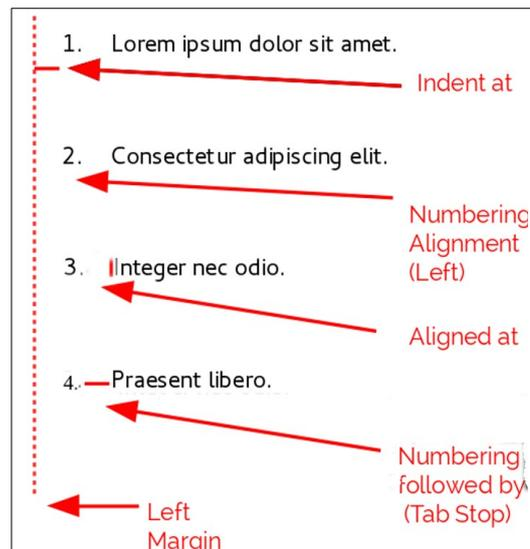 1. Lorem ipsum dolor sit amet.
Indent at
2. Consectetur adipiscing elit.
Numbering
Alignment
(Left)
3. Integer nec odio.
Aligned at
4. Praesent libero.
Numbering
followed by
(Tab Stop)
Left
Margin